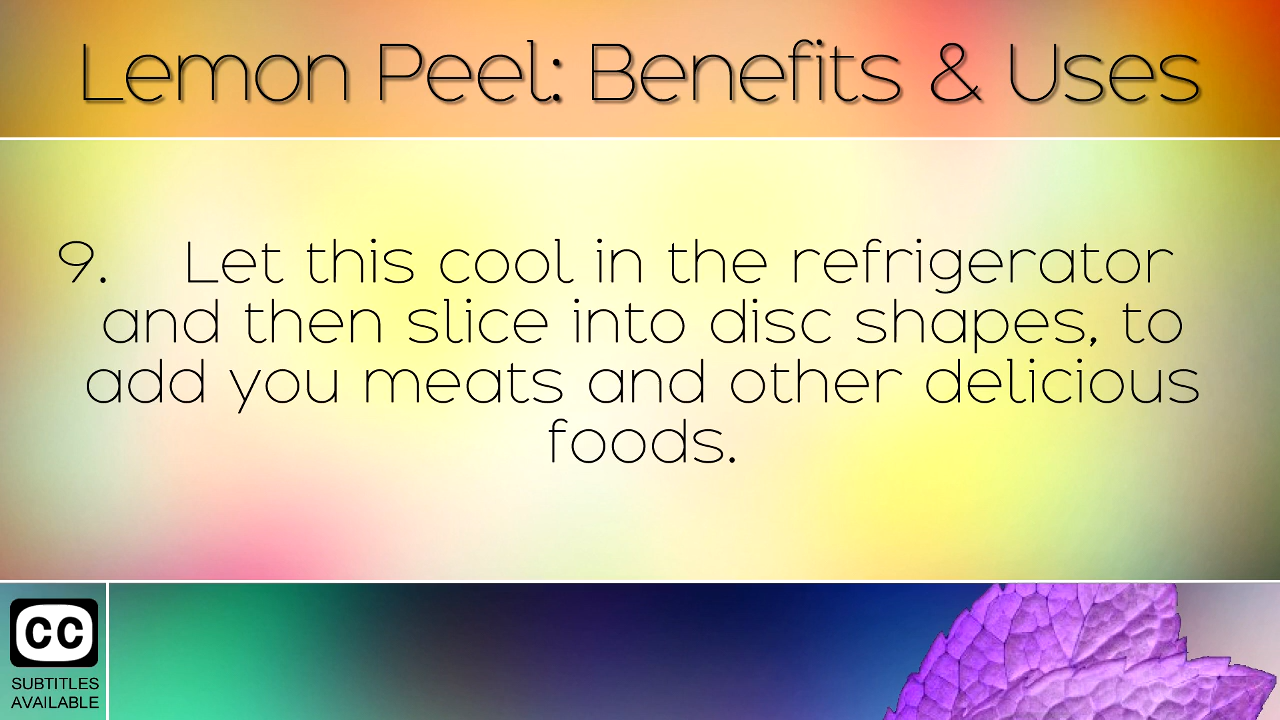 Lemon Peel: Benefits & Uses
9. Let this cool in the refrigerator
and then slice into disc shapes, to
add you meats and other delicious
foods.
CC
SUBTITLES
AVAILABLE